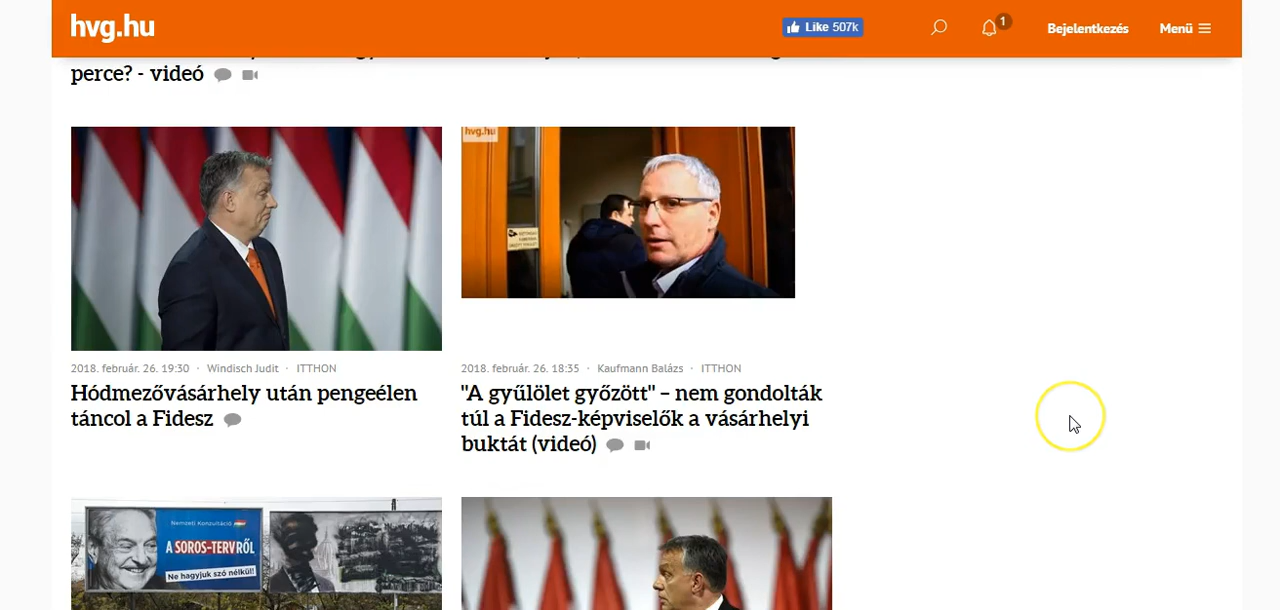 hvg.hu
Like 507k
1
Bejelentkezés
Menü
perce? - videó
hvg.hu
2018. február. 26. 19:30 · Windisch Judit · ITTHON
Hódmezővásárhely után pengeélen
táncol a Fidesz
2018. február. 26. 18:35 · Kaufmann Balázs · ITTHON
"A gyűlölet győzött" – nem gondolták
túl a Fidesz-képviselők a vásárhelyi
buktát (videó)
Nemzeti Konzultáció
A SOROS-TERVRŐL
Ne hagyjuk szó nélkül!